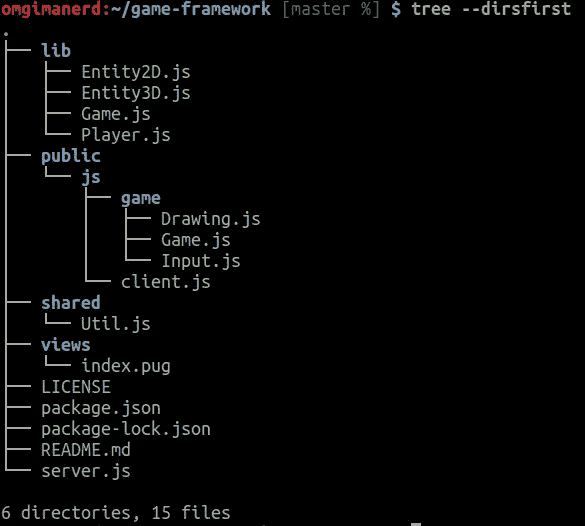 omgimanerd:~/game-framework [master %] $ tree --dirsfirst
.
├── lib
│   ├── Entity2D.js
│   ├── Entity3D.js
│   ├── Game.js
│   └── Player.js
├── public
│   └── js
│       ├── game
│       │   ├── Drawing.js
│       │   ├── Game.js
│       │   └── Input.js
│       └── client.js
├── shared
│   └── Util.js
├── views
│   └── index.pug
├── LICENSE
├── package.json
├── package-lock.json
├── README.md
└── server.js

6 directories, 15 files